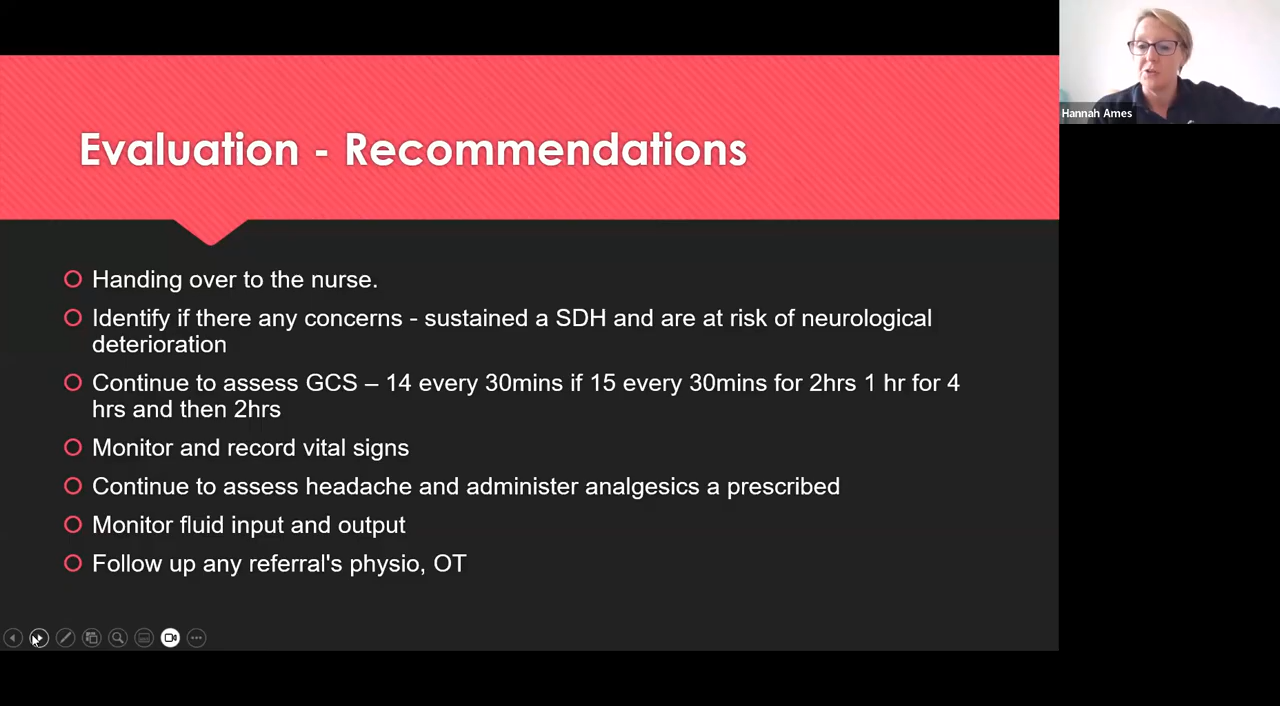 Evaluation - Recommendations
Handing over to the nurse.
Identify if there any concerns - sustained a SDH and are at risk of neurological
deterioration
Continue to assess GCS – 14 every 30mins if 15 every 30mins for 2hrs 1 hr for 4
hrs and then 2hrs
Monitor and record vital signs
Continue to assess headache and administer analgesics a prescribed
Monitor fluid input and output
Follow up any referral's physio, OT
Hannah Ames